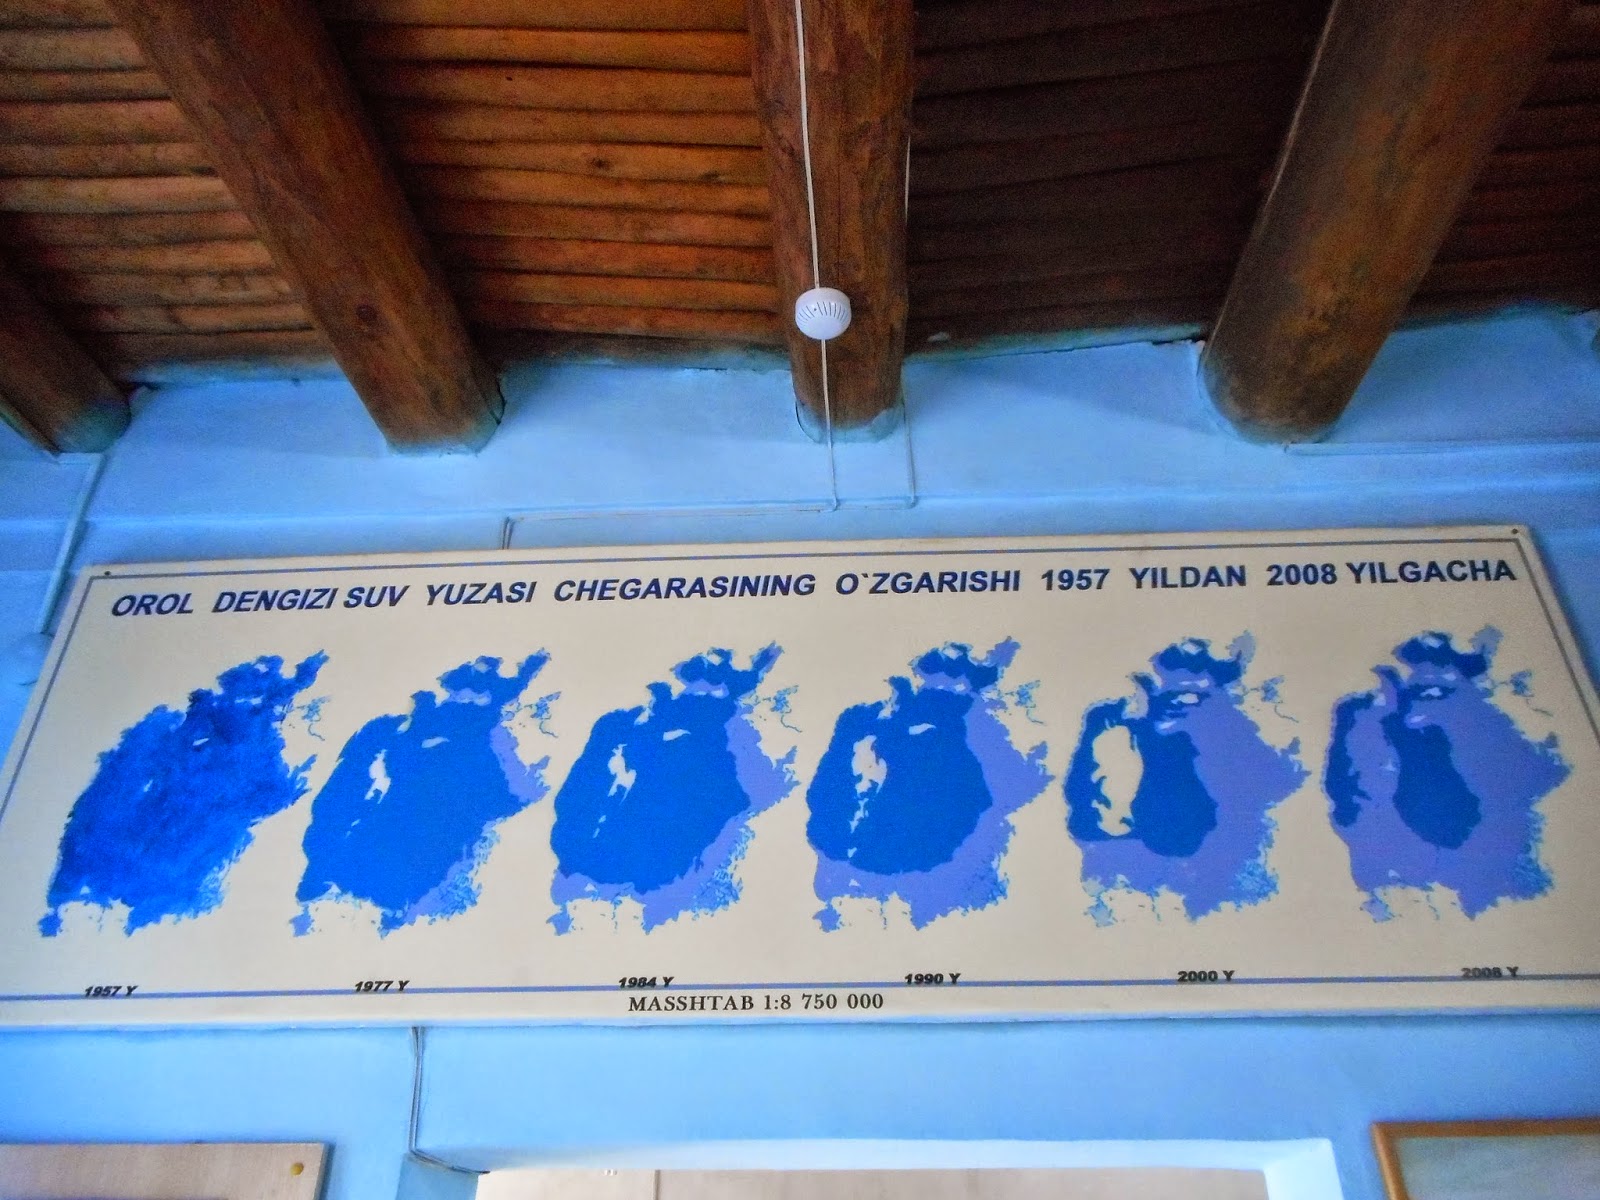 OROL DENGIZI SUV YUZASI CHEGARASINING O`ZGARISHI 1957 YILDAN 2008 YILGACHA
1957 Y 1977 Y 1984 Y 1990 Y 2000 Y 2008 Y
MASSHTAB 1:8 750 000